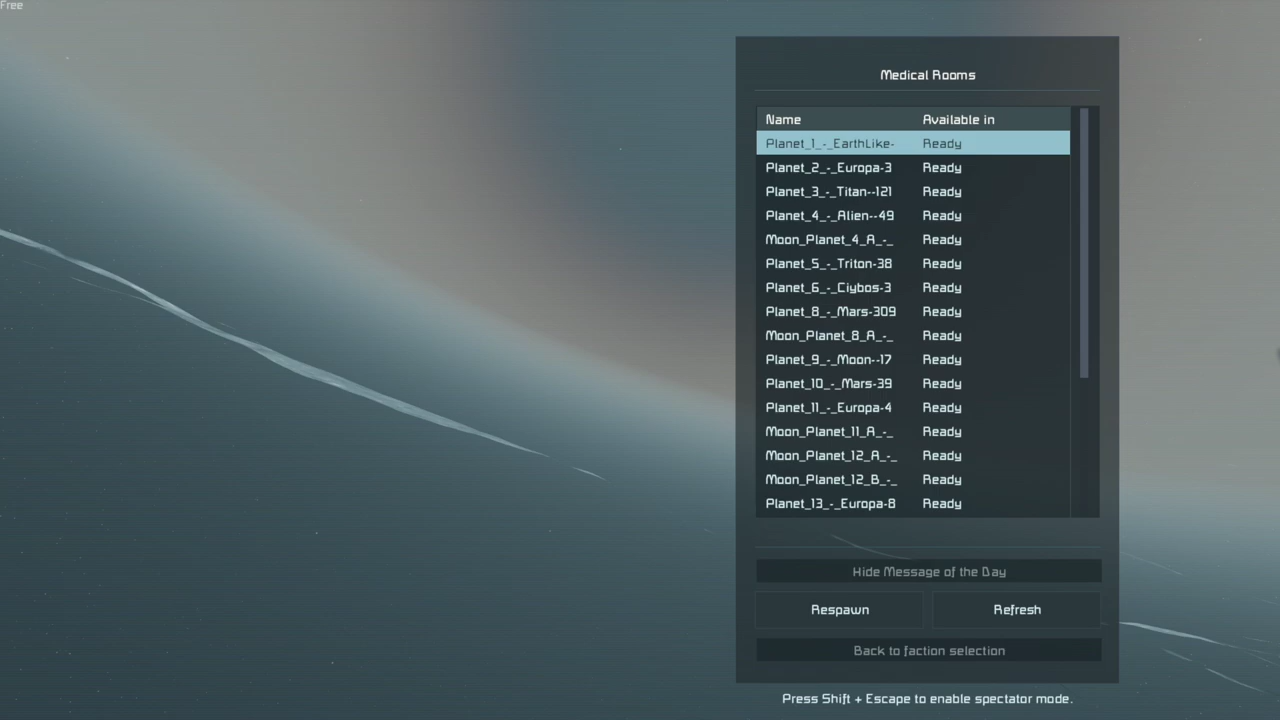 Free
Medical Rooms
Name Available in
Planet_1_-_EarthLike- Ready
Planet_2_-_Europa-3 Ready
Planet_3_-_Titan--121 Ready
Planet_4_-_Alien--49 Ready
Moon_Planet_4_A_-_ Ready
Planet_5_-_Triton-38 Ready
Planet_6_-_Ciybos-3 Ready
Planet_8_-_Mars-309 Ready
Moon_Planet_8_A_-_ Ready
Planet_9_-_Moon--17 Ready
Planet_10_-_Mars-39 Ready
Planet_11_-_Europa-4 Ready
Moon_Planet_11_A_-_ Ready
Moon_Planet_12_A_-_ Ready
Moon_Planet_12_B_-_ Ready
Planet_13_-_Europa-8 Ready
Hide Message of the Day
Respawn Refresh
Back to faction selection
Press Shift + Escape to enable spectator mode.